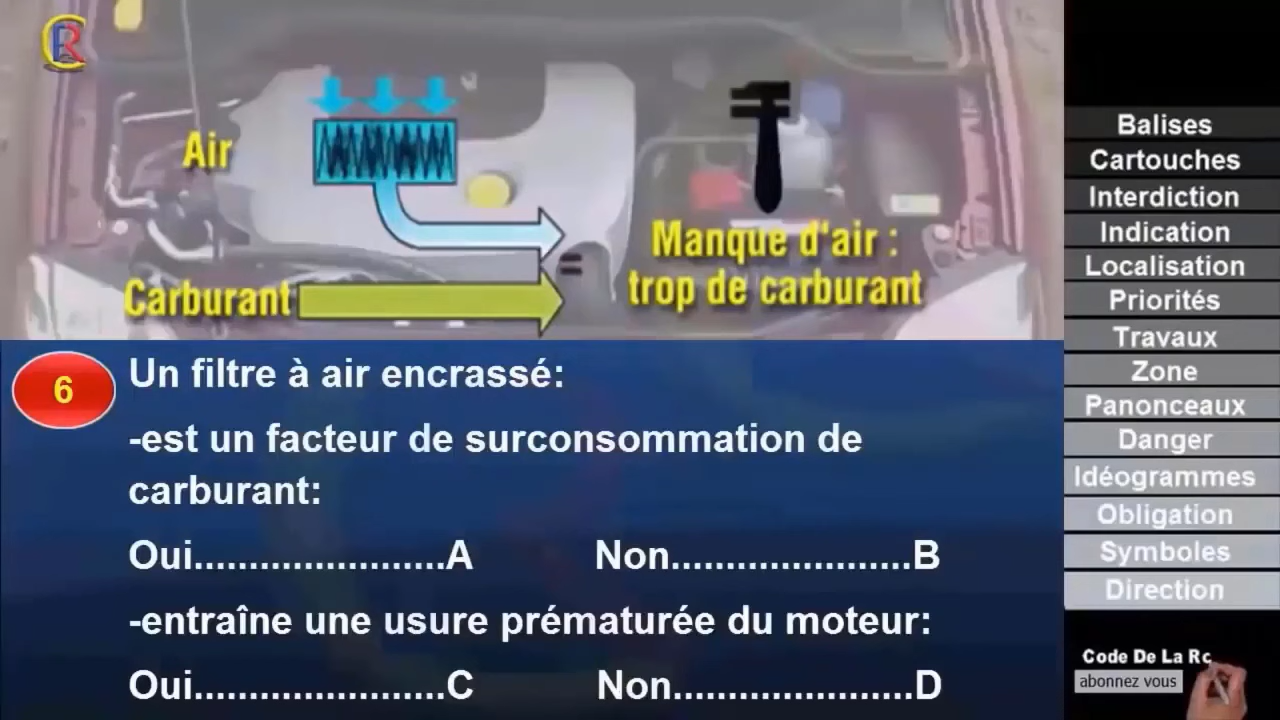 CR
Air
Carburant
Manque d'air :
trop de carburant
6
Un filtre à air encrassé:
-est un facteur de surconsommation de
carburant:
Oui.......................A Non......................B
-entraîne une usure prématurée du moteur:
Oui.......................C Non......................D
Balises
Cartouches
Interdiction
Indication
Localisation
Priorités
Travaux
Zone
Panonceaux
Danger
Idéogrammes
Obligation
Symboles
Direction
Code De La Rc
abonnez vous